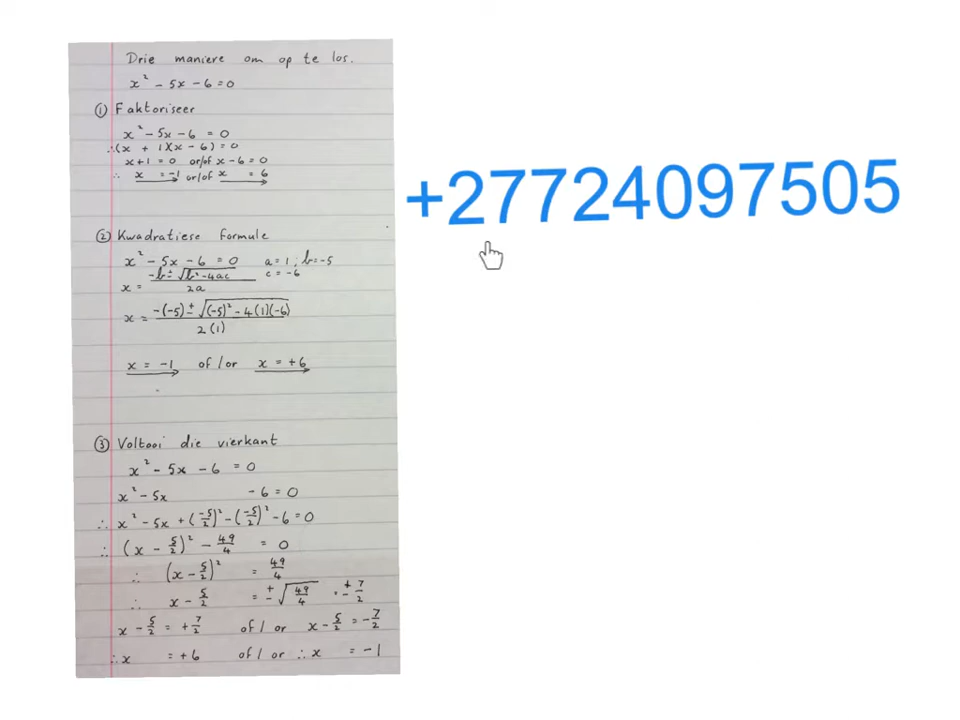 Drie maniere om op te los.
x² - 5x - 6 = 0
① Faktoriseer
x² - 5x - 6 = 0
∴ (x + 1)(x - 6) = 0
x + 1 = 0 or/of x - 6 = 0
∴ x = -1 or/of x = 6
+27724097505
② Kwadratiese formule
x² - 5x - 6 = 0 a = 1 ; b = -5
c = -6
x = (-b ± √(b² - 4ac)) / 2a
x = (-(-5) ± √((-5)² - 4(1)(-6))) / 2(1)
x = -1 of/or x = +6
③ Voltooi die vierkant
x² - 5x - 6 = 0
x² - 5x - 6 = 0
∴ x² - 5x + (-5/2)² - (-5/2)² - 6 = 0
∴ (x - 5/2)² - 49/4 = 0
∴ (x - 5/2)² = 49/4
∴ x - 5/2 = ± √(49/4) = ± 7/2
x - 5/2 = + 7/2 of/or x - 5/2 = - 7/2
∴ x = +6 of/or ∴ x = -1